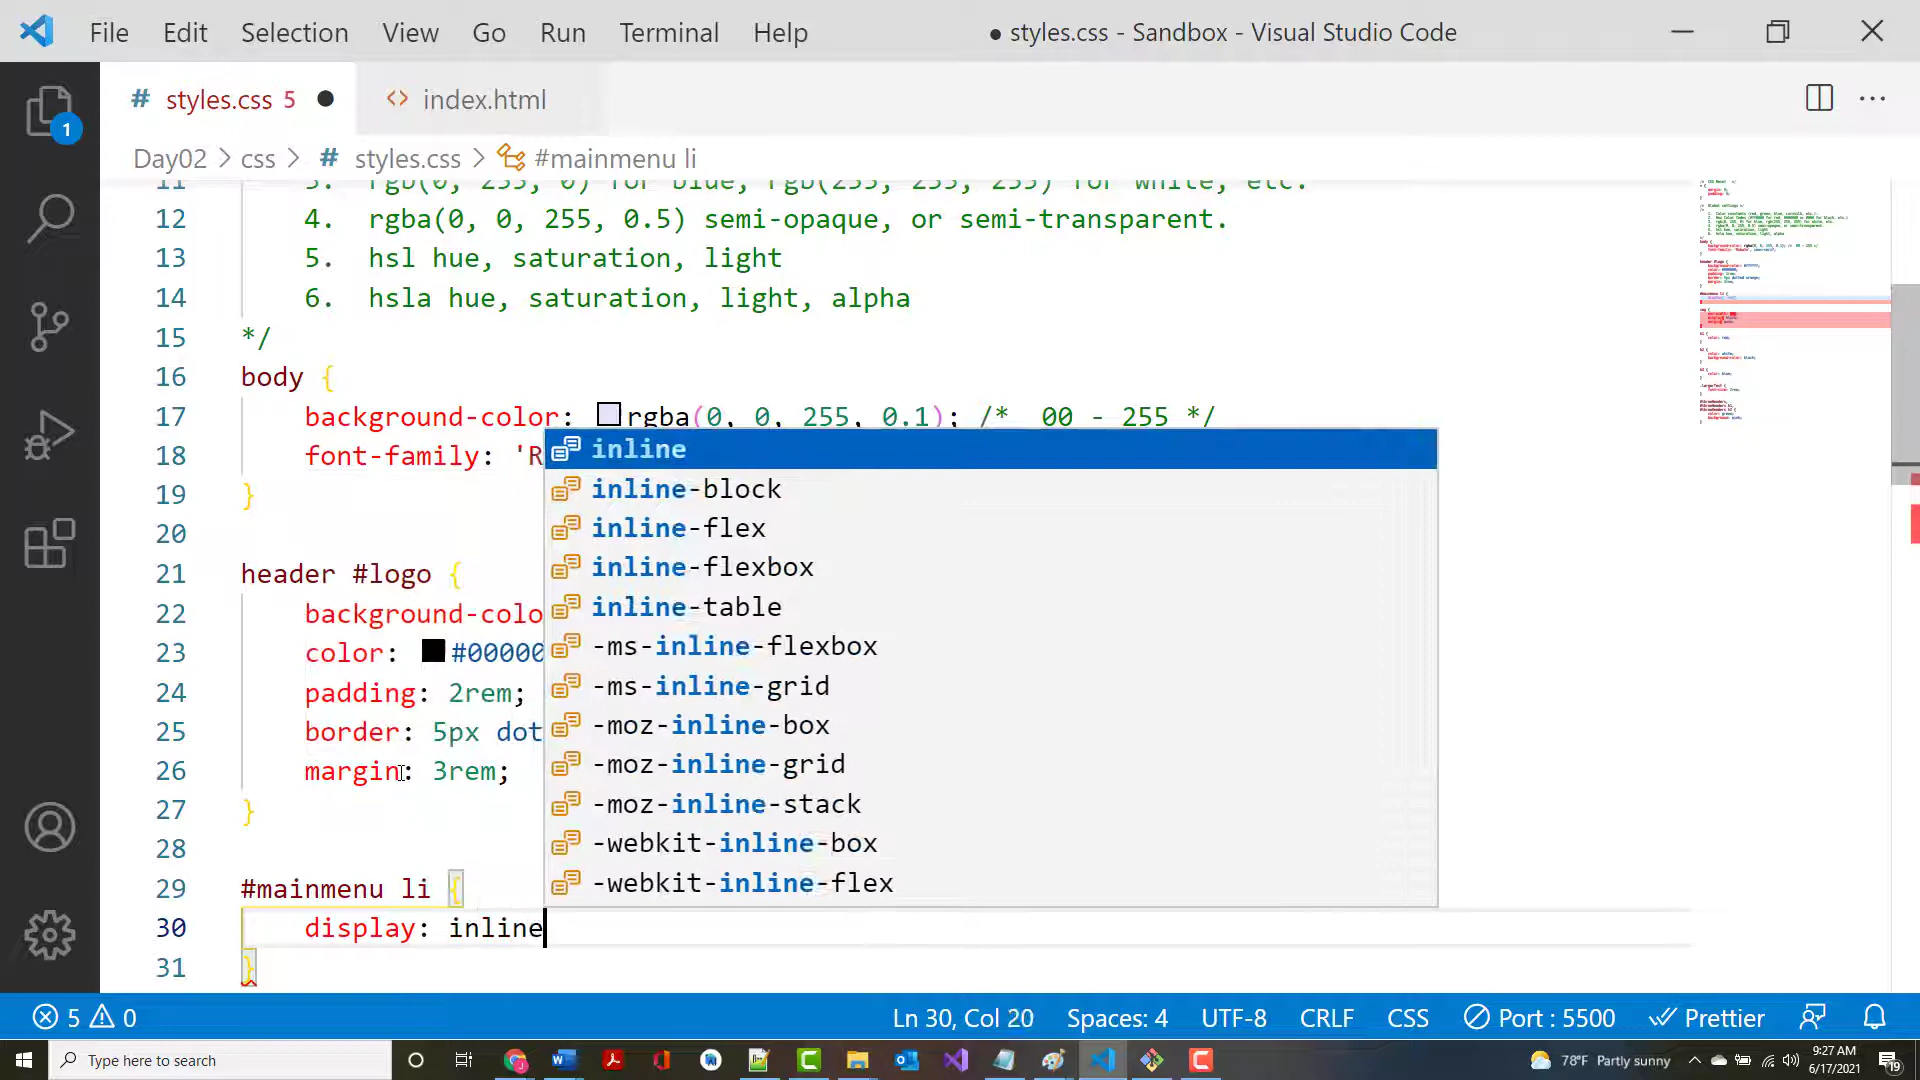 File Edit Selection View Go Run Terminal Help ● styles.css - Sandbox - Visual Studio Code
# styles.css 5 ● <> index.html
Day02 > css > # styles.css > #mainmenu li
11 3. rgb(0, 255, 0) for blue, rgb(255, 255, 255) for white, etc.
12 4. rgba(0, 0, 255, 0.5) semi-opaque, or semi-transparent.
13 5. hsl hue, saturation, light
14 6. hsla hue, saturation, light, alpha
15 */
16 body {
17 background-color: rgba(0, 0, 255, 0.1); /* 00 - 255 */
18 font-family: 'R
19 }
20
21 header #logo {
22 background-colo
23 color: #00000
24 padding: 2rem;
25 border: 5px dot
26 margin: 3rem;
27 }
28
29 #mainmenu li {
30 display: inline
31 }
inline
inline-block
inline-flex
inline-flexbox
inline-table
-ms-inline-flexbox
-ms-inline-grid
-moz-inline-box
-moz-inline-grid
-moz-inline-stack
-webkit-inline-box
-webkit-inline-flex
1
5 0 Ln 30, Col 20 Spaces: 4 UTF-8 CRLF CSS Port : 5500 Prettier
Type here to search 78°F Partly sunny 9:27 AM
6/17/2021 19